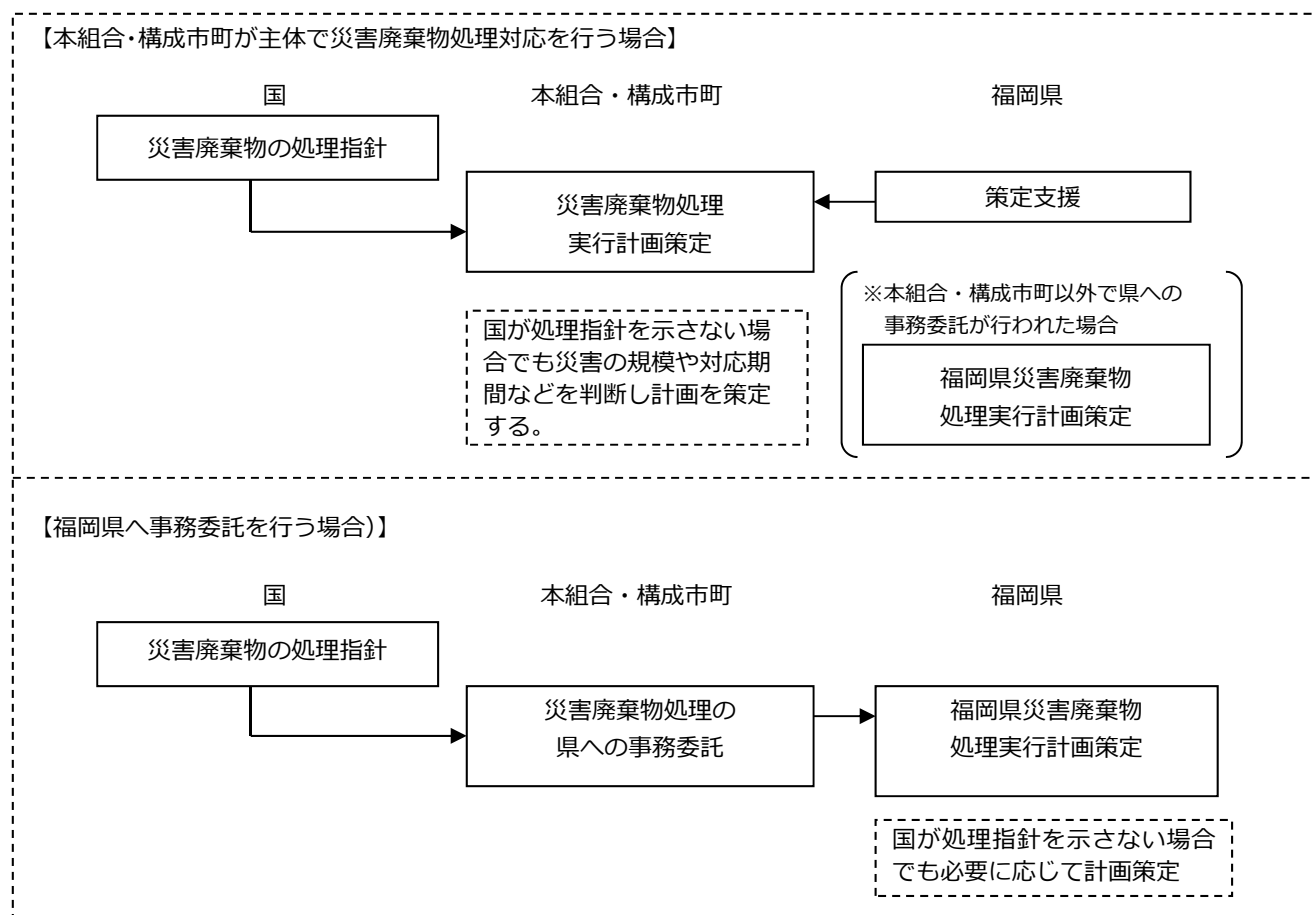 【本組合・構成市町が主体で災害廃棄物処理対応を行う場合】
国
本組合・構成市町
福岡県
災害廃棄物の処理指針
災害廃棄物処理
実行計画策定
策定支援
※本組合・構成市町以外で県への
事務委託が行われた場合
福岡県災害廃棄物
処理実行計画策定
国が処理指針を示さない場
合でも災害の規模や対応期
間などを判断し計画を策定
する。
【福岡県へ事務委託を行う場合)】
国
本組合・構成市町
福岡県
災害廃棄物の処理指針
災害廃棄物処理の
県への事務委託
福岡県災害廃棄物
処理実行計画策定
国が処理指針を示さない場合
でも必要に応じて計画策定